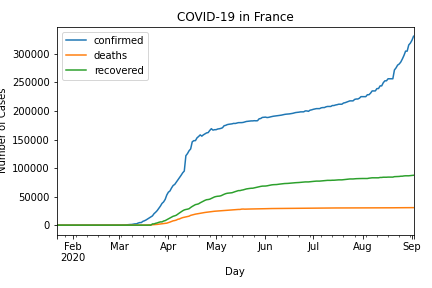 COVID-19 in France
confirmed
deaths
recovered
300000
250000
200000
150000
100000
50000
0
Number of Cases
Feb Mar Apr May Jun Jul Aug Sep
2020
Day